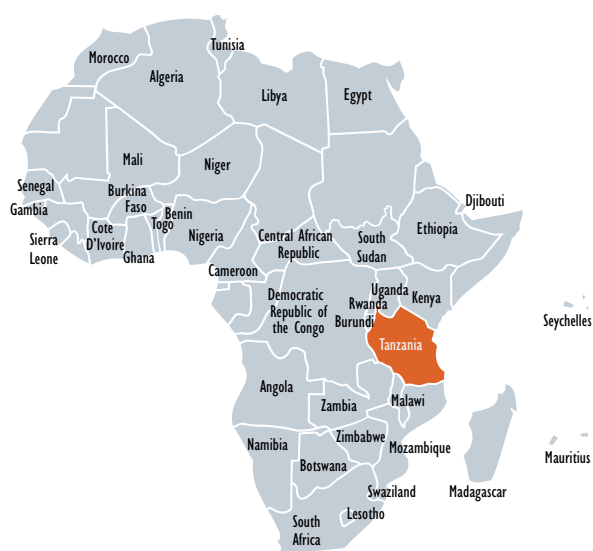 Tunisia
Morocco
Algeria
Libya
Egypt
Mali
Niger
Senegal
Burkina
Faso
Gambia
Benin
Togo
Cote
D'Ivoire
Sierra
Leone
Ghana
Nigeria
Cameroon
Central African
Republic
South
Sudan
Ethiopia
Djibouti
Uganda
Kenya
Rwanda
Burundi
Democratic
Republic of
the Congo
Tanzania
Seychelles
Angola
Zambia
Malawi
Namibia
Zimbabwe
Mozambique
Botswana
Mauritius
Swaziland
Madagascar
Lesotho
South
Africa